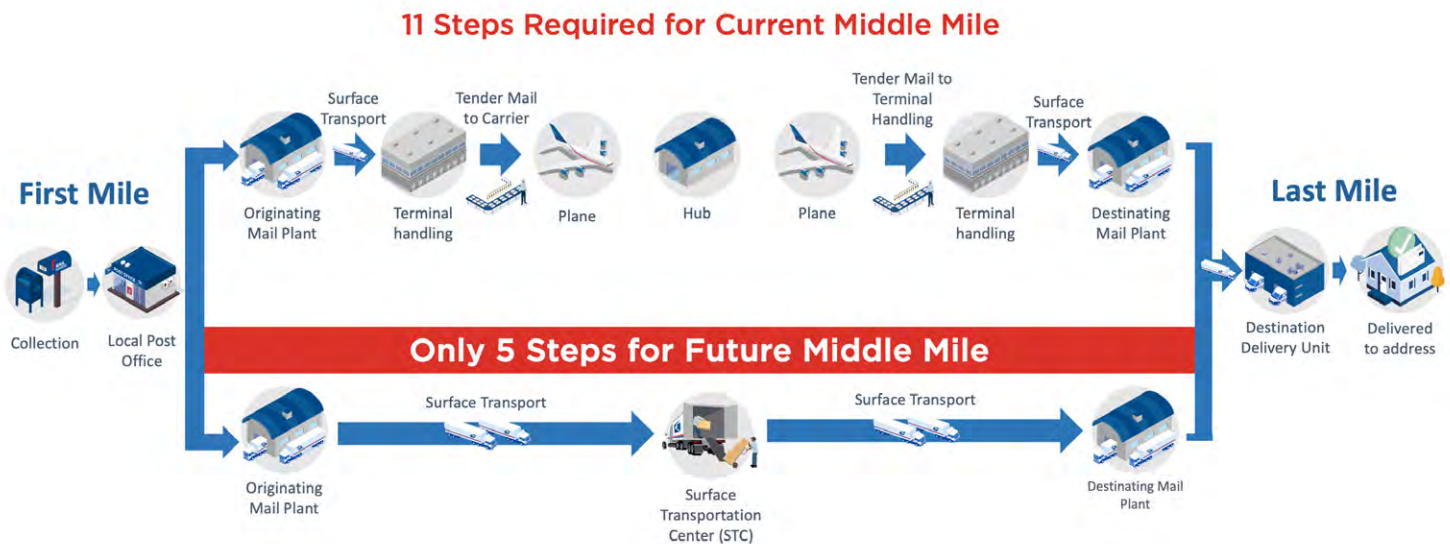 11 Steps Required for Current Middle Mile
Surface
Transport
Tender Mail
to Carrier
Tender Mail to
Terminal
Handling
Surface
Transport
Originating
Mail Plant
Terminal
handling
Plane
Hub
Plane
Terminal
handling
Destinating
Mail Plant
First Mile
Collection
Local Post
Office
Last Mile
Destination
Delivery Unit
Delivered
to address
Only 5 Steps for Future Middle Mile
Surface Transport
Surface Transport
Originating
Mail Plant
Surface
Transportation
Center (STC)
Destinating Mail
Plant